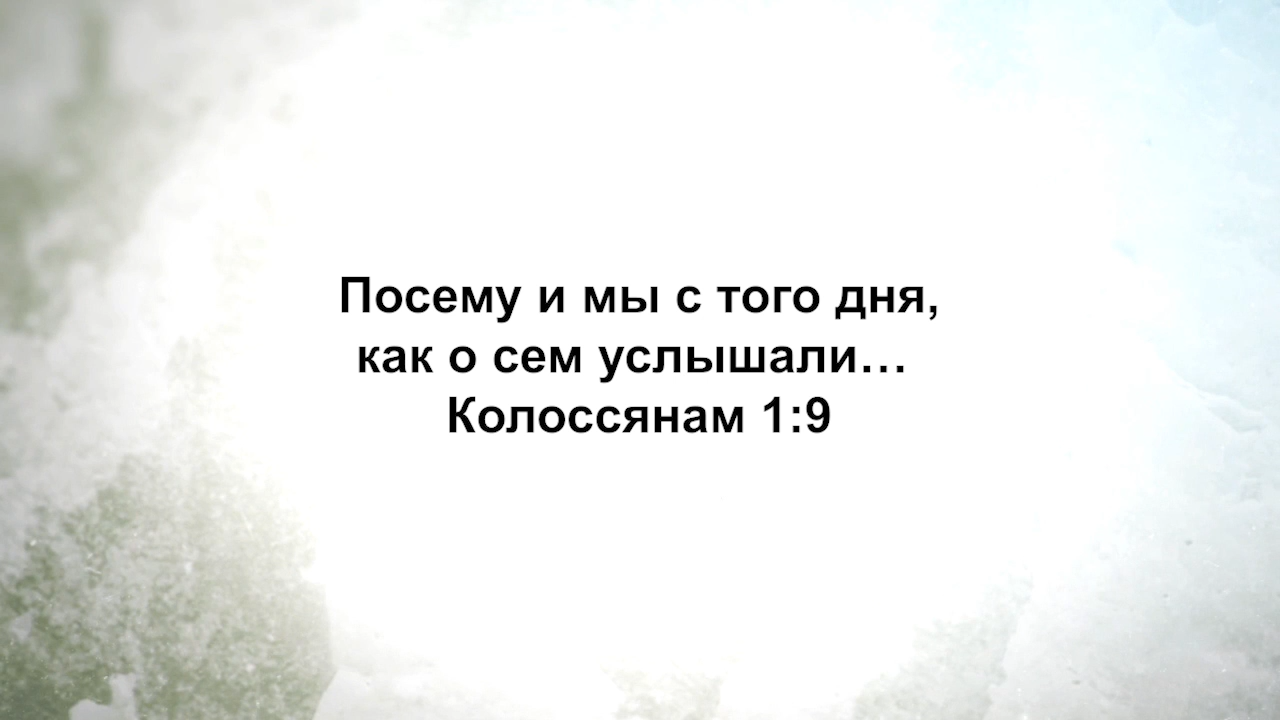 Посему и мы с того дня,
как о сем услышали…
Колоссянам 1:9